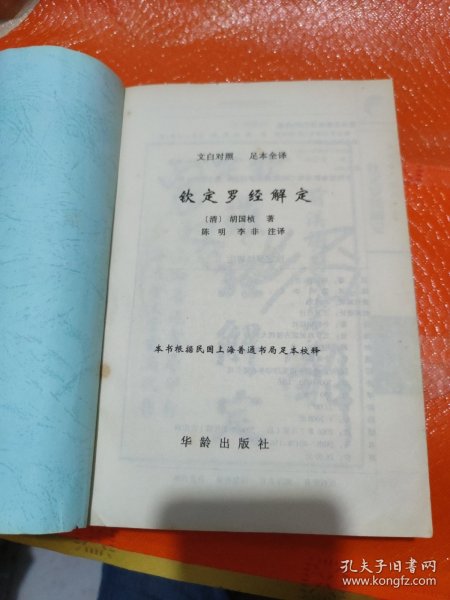 文白对照 足本全译
钦定罗经解定
〔清〕胡国桢 著
陈明 李非 注译
本书根据民国上海普通书局足本校释
华龄出版社
孔夫子旧书网
www.kongfz.com